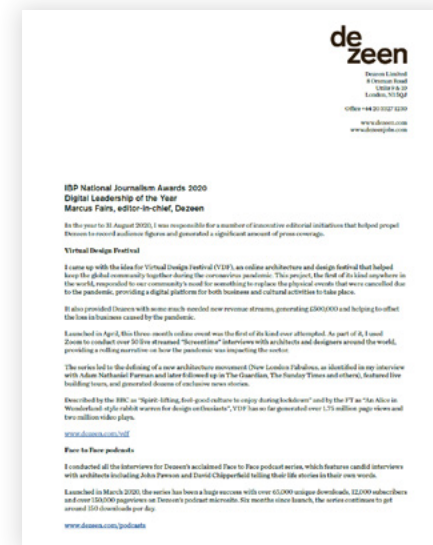 de
zeen
Dezeen Limited
8 Orsman Road
London, N1 5QJ
www.dezeen.com
www.dezeenjobs.com
IBP National Journalism Awards 2020
Digital Leadership of the Year
Marcus Fairs, editor-in-chief, Dezeen
In the year to 31 August 2020, I was responsible for a number of innovative editorial initiatives that helped propel
Dezeen to record audience figures and generated a significant amount of press coverage.
Virtual Design Festival
I came up with the idea for Virtual Design Festival (VDF), an online architecture and design festival that helped
keep the global community together during the coronavirus pandemic. This project, the first of its kind anywhere in
the world, responded to our community's need for something to replace the physical events that were cancelled due
to the pandemic, providing a digital platform for both business and cultural activities to take place.
It also provided Dezeen with some much-needed new revenue streams, generating £500,000 and helping to offset
the loss in business caused by the pandemic.
Launched in April, this three-month online event was the first of its kind ever attempted. As part of it, I used
Zoom to conduct over 50 live streamed "Screentime" interviews with architects and designers around the world,
providing a rolling narrative on how the pandemic was impacting the sector.
The series led to the defining of a new architecture movement (New London Fabulous, as identified in my interview
with Adam Nathaniel Furman and later followed up in The Guardian, The Sunday Times and others), featured live
building tours, and generated dozens of exclusive news stories.
Described by the BBC as "Spirit-lifting, feel-good culture to enjoy during lockdown" and by the FT as "An Alice in
Wonderland-style rabbit warren for design enthusiasts", VDF has so far generated over 1.75 million page views and
two million video plays.
www.dezeen.com/vdf
Face to Face podcasts
I conducted all the interviews for Dezeen's acclaimed Face to Face podcast series, which features candid interviews
with architects including John Pawson and David Chipperfield telling their life stories in their own words.
Launched in March 2020, the series has been a huge success with over 65,000 unique downloads, 12,000 subscribers
and over 150,000 pageviews on Dezeen's podcast microsite. Six months since launch, the series continues to get
around 150 downloads per day.
www.dezeen.com/podcasts